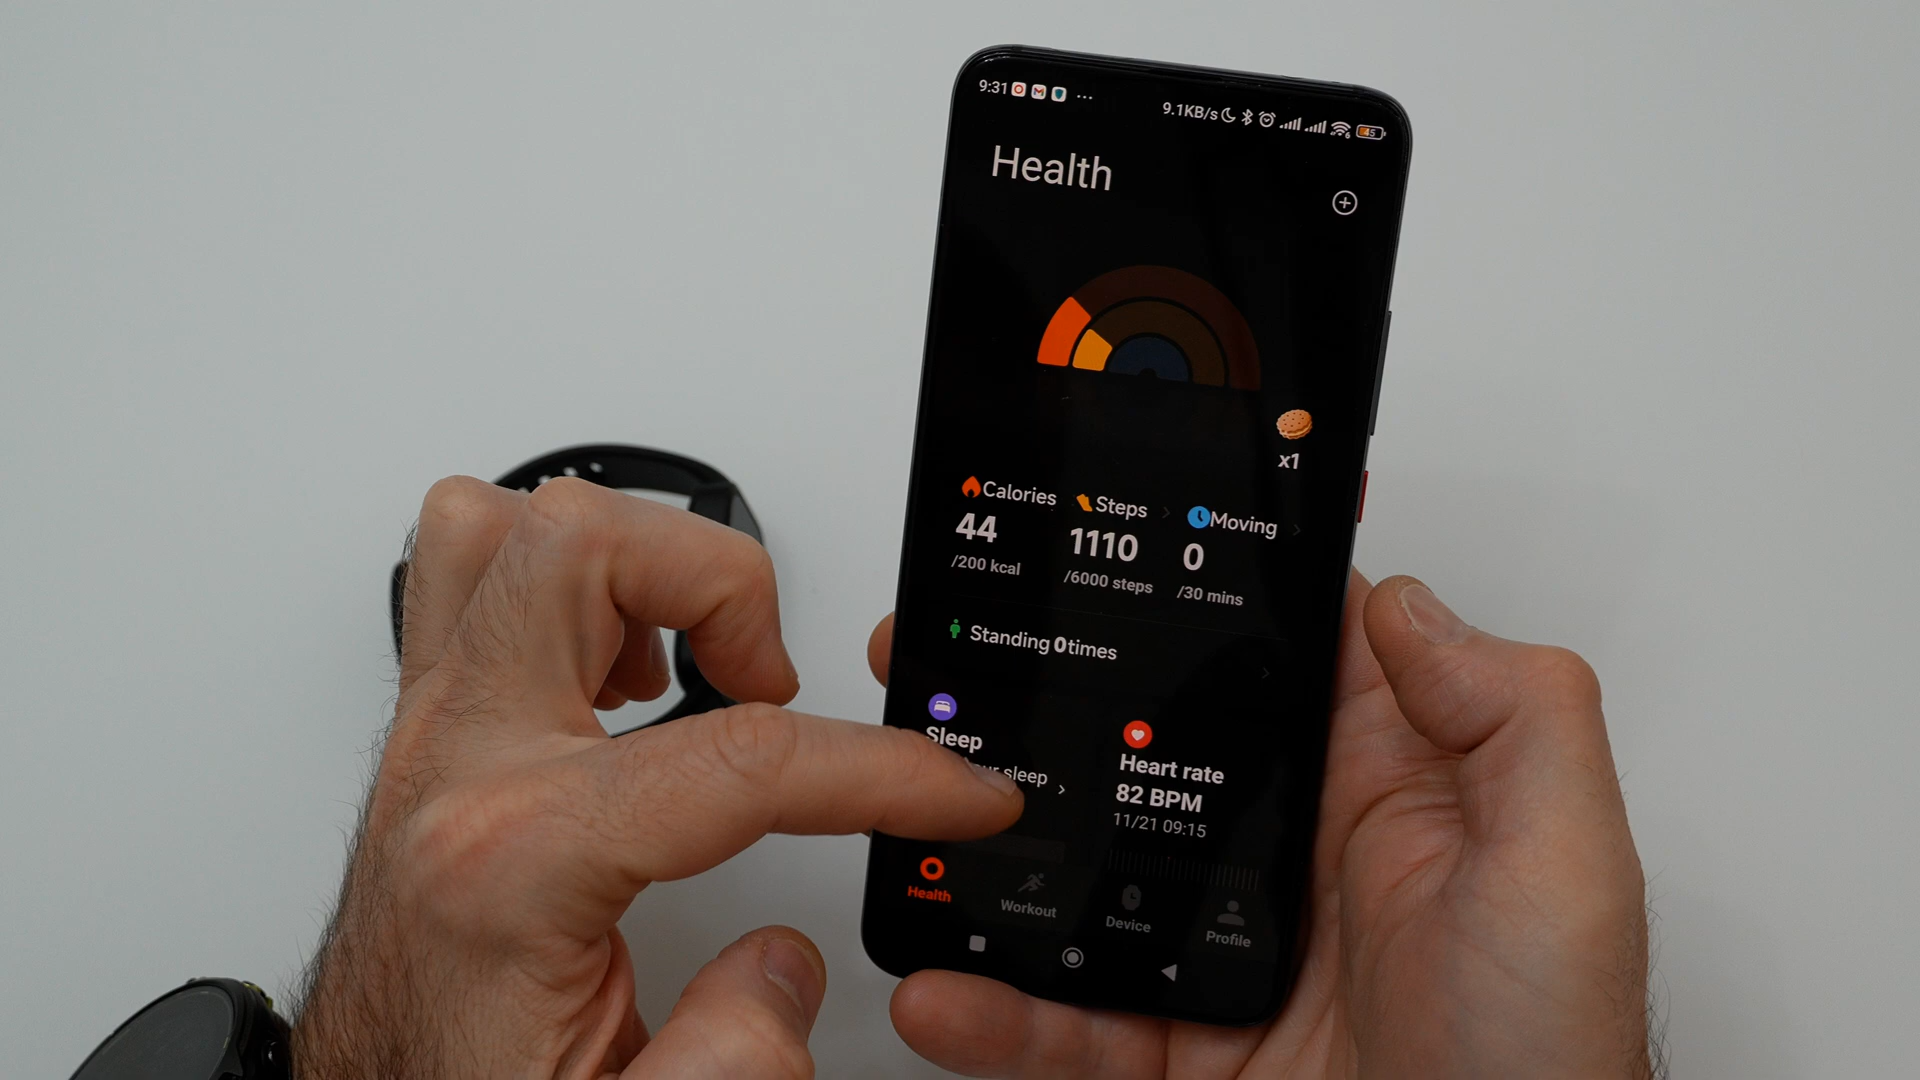 9:31 ... 9.1KB/s 45
Health
x1
Calories Steps Moving
44 1110 0
/200 kcal /6000 steps /30 mins
Standing 0 times
Sleep
sleep
Heart rate
82 BPM
11/21 09:15
Health Workout Device Profile